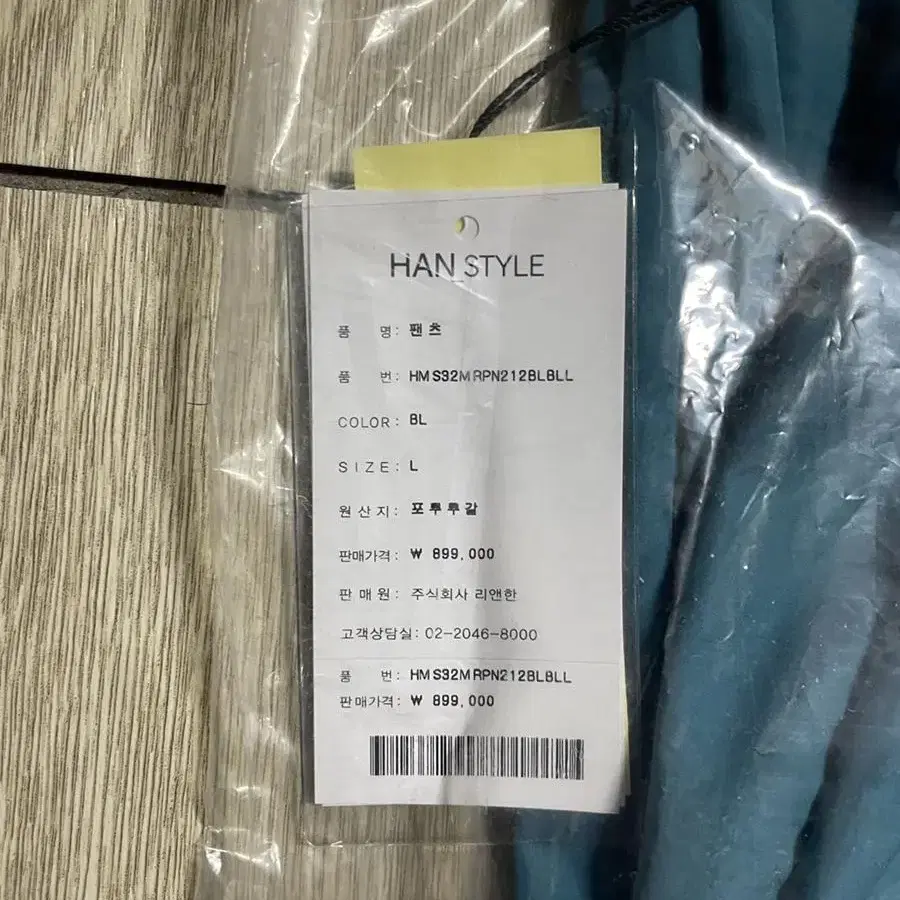 HAN_STYLE
품 명: 팬츠
품 번: HMS32MRPN212BLBLL
COLOR: BL
SIZE: L
원산지: 포루투갈
판매가격: ₩ 899,000
판매원: 주식회사 리앤한
고객상담실: 02-2046-8000
품 번: HMS32MRPN212BLBLL
판매가격: ₩ 899,000